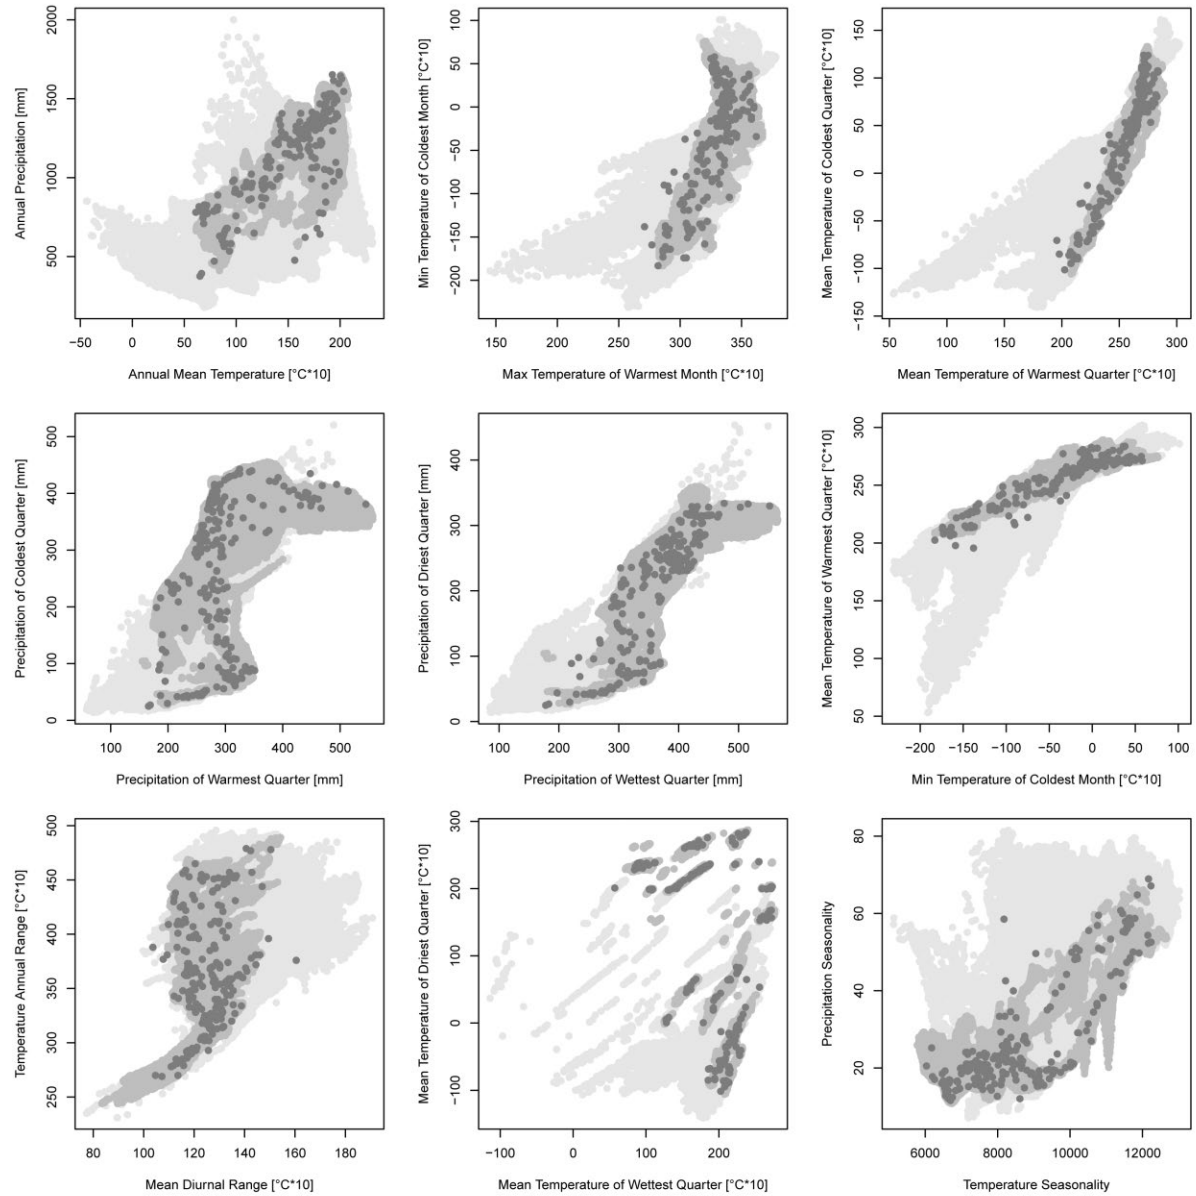 2000
1500
1000
500
Annual Precipitation [mm]
−50 0 50 100 150 200
Annual Mean Temperature [°C*10]
100
50
0
−50
−100
−150
−200
Min Temperature of Coldest Month [°C*10]
150 200 250 300 350
Max Temperature of Warmest Month [°C*10]
150
100
50
0
−50
−100
−150
Mean Temperature of Coldest Quarter [°C*10]
50 100 150 200 250 300
Mean Temperature of Warmest Quarter [°C*10]
500
400
300
200
100
0
Precipitation of Coldest Quarter [mm]
100 200 300 400 500
Precipitation of Warmest Quarter [mm]
400
300
200
100
0
Precipitation of Driest Quarter [mm]
100 200 300 400 500
Precipitation of Wettest Quarter [mm]
300
250
200
150
100
50
Mean Temperature of Warmest Quarter [°C*10]
−200 −150 −100 −50 0 50 100
Min Temperature of Coldest Month [°C*10]
500
450
400
350
300
250
Temperature Annual Range [°C*10]
80 100 120 140 160 180
Mean Diurnal Range [°C*10]
300
200
100
0
−100
Mean Temperature of Driest Quarter [°C*10]
−100 0 100 200
Mean Temperature of Wettest Quarter [°C*10]
80
60
40
20
Precipitation Seasonality
6000 8000 10000 12000
Temperature Seasonality